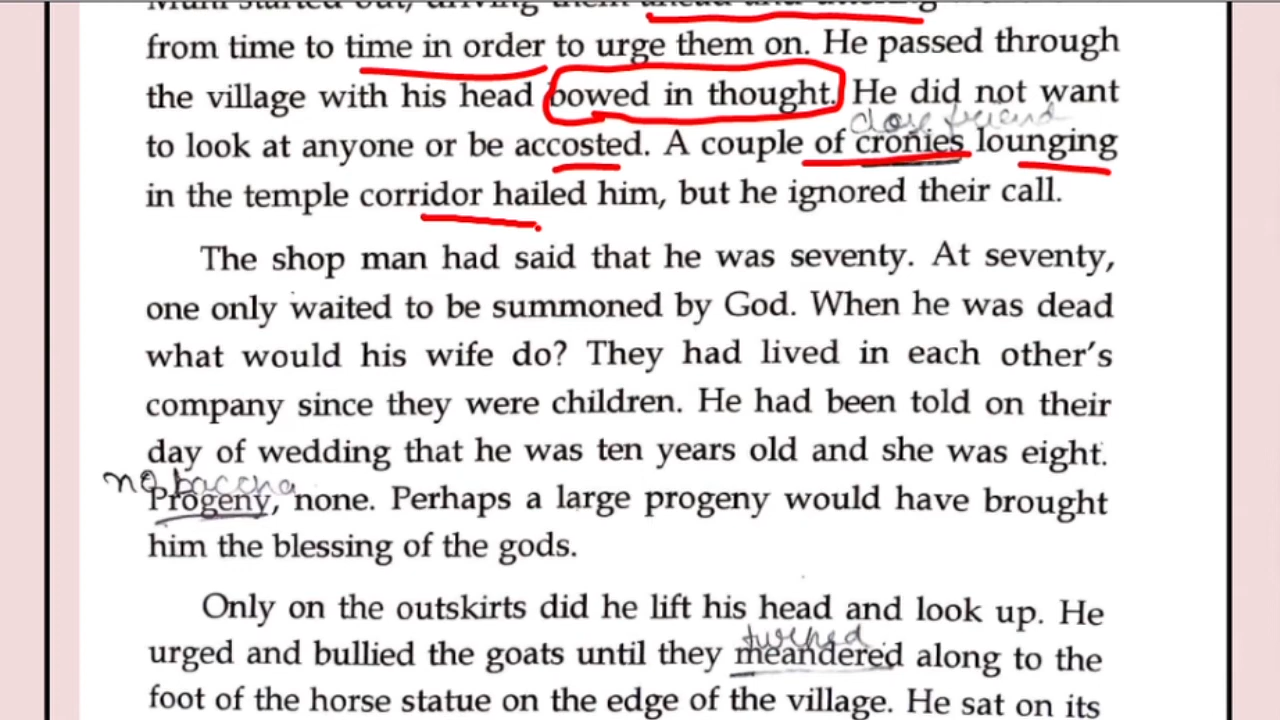 Muni started out, driving them ahead and uttering
from time to time in order to urge them on. He passed through
the village with his head bowed in thought. He did not want
close friend
to look at anyone or be accosted. A couple of cronies lounging
in the temple corridor hailed him, but he ignored their call.
The shop man had said that he was seventy. At seventy,
one only waited to be summoned by God. When he was dead
what would his wife do? They had lived in each other's
company since they were children. He had been told on their
day of wedding that he was ten years old and she was eight.
no baccha
Progeny, none. Perhaps a large progeny would have brought
him the blessing of the gods.
Only on the outskirts did he lift his head and look up. He
turned
urged and bullied the goats until they meandered along to the
foot of the horse statue on the edge of the village. He sat on its